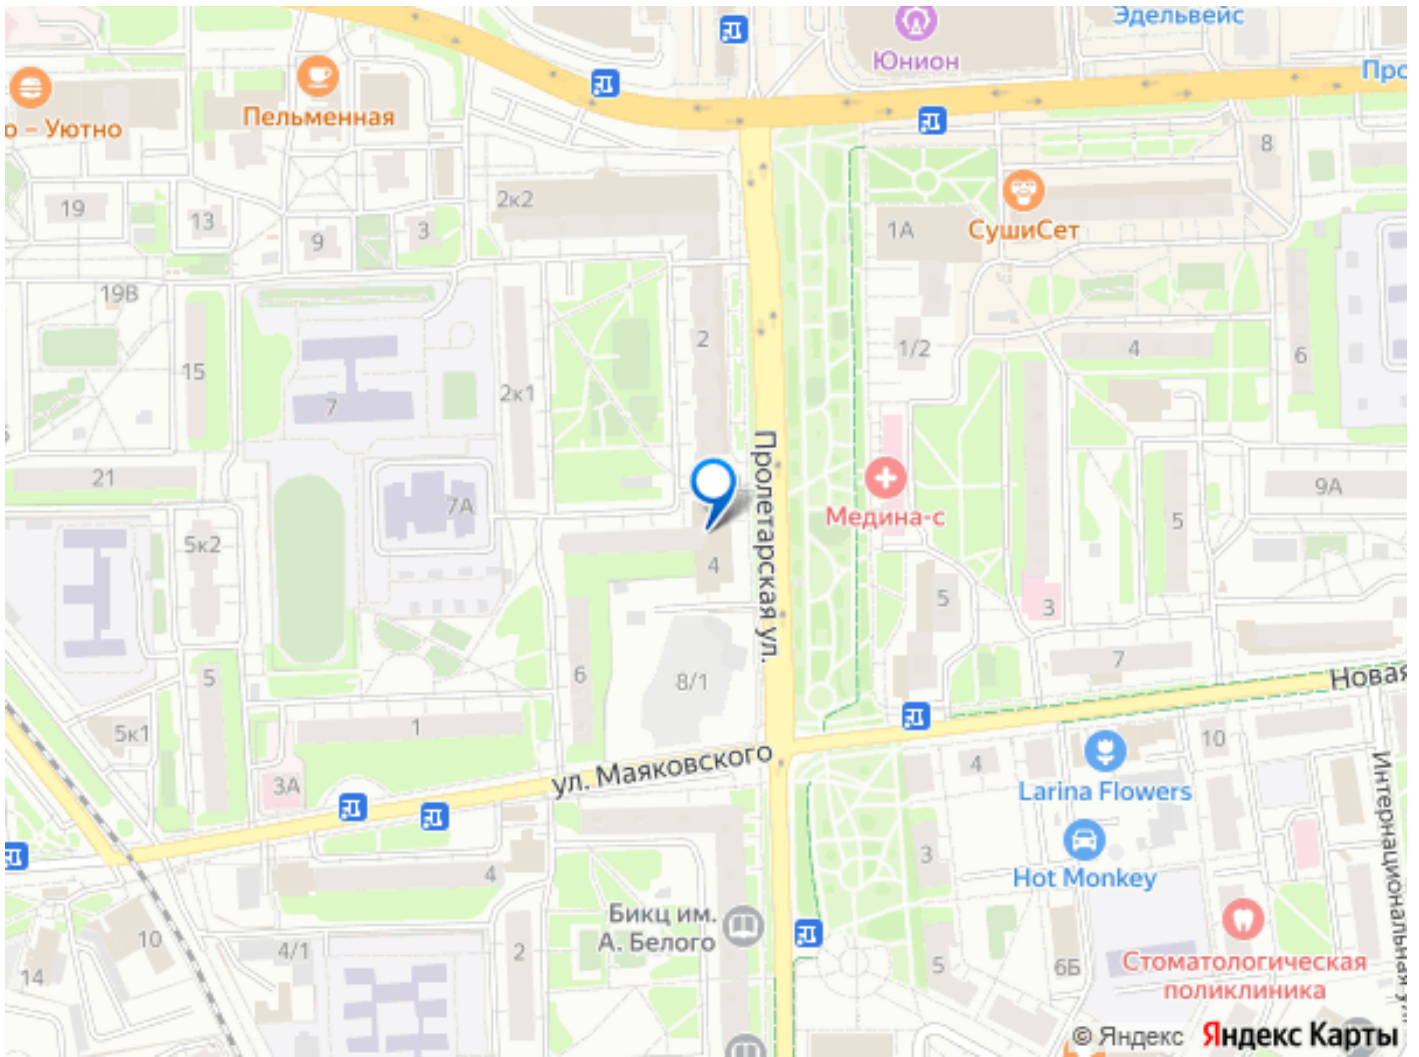 Эдельвейс
Юнион
Про
Пельменная
о – Уютно
8
2к2
СушиСет
19
13
9
3
1А
19В
2
1/2
4
6
15
2к1
7
Пролетарская ул.
21
7А
9А
Медина-с
5
5к2
4
5
3
7
5
6
8/1
Новая
1
5к1
ул. Маяковского
10
4
3А
Larina Flowers
Интернациональная ул.
3
Hot Monkey
4
Бикц им.
А. Белого
10
4/1
2
14
5
6Б
Стоматологическая
поликлиника
© Яндекс Яндекс Карты